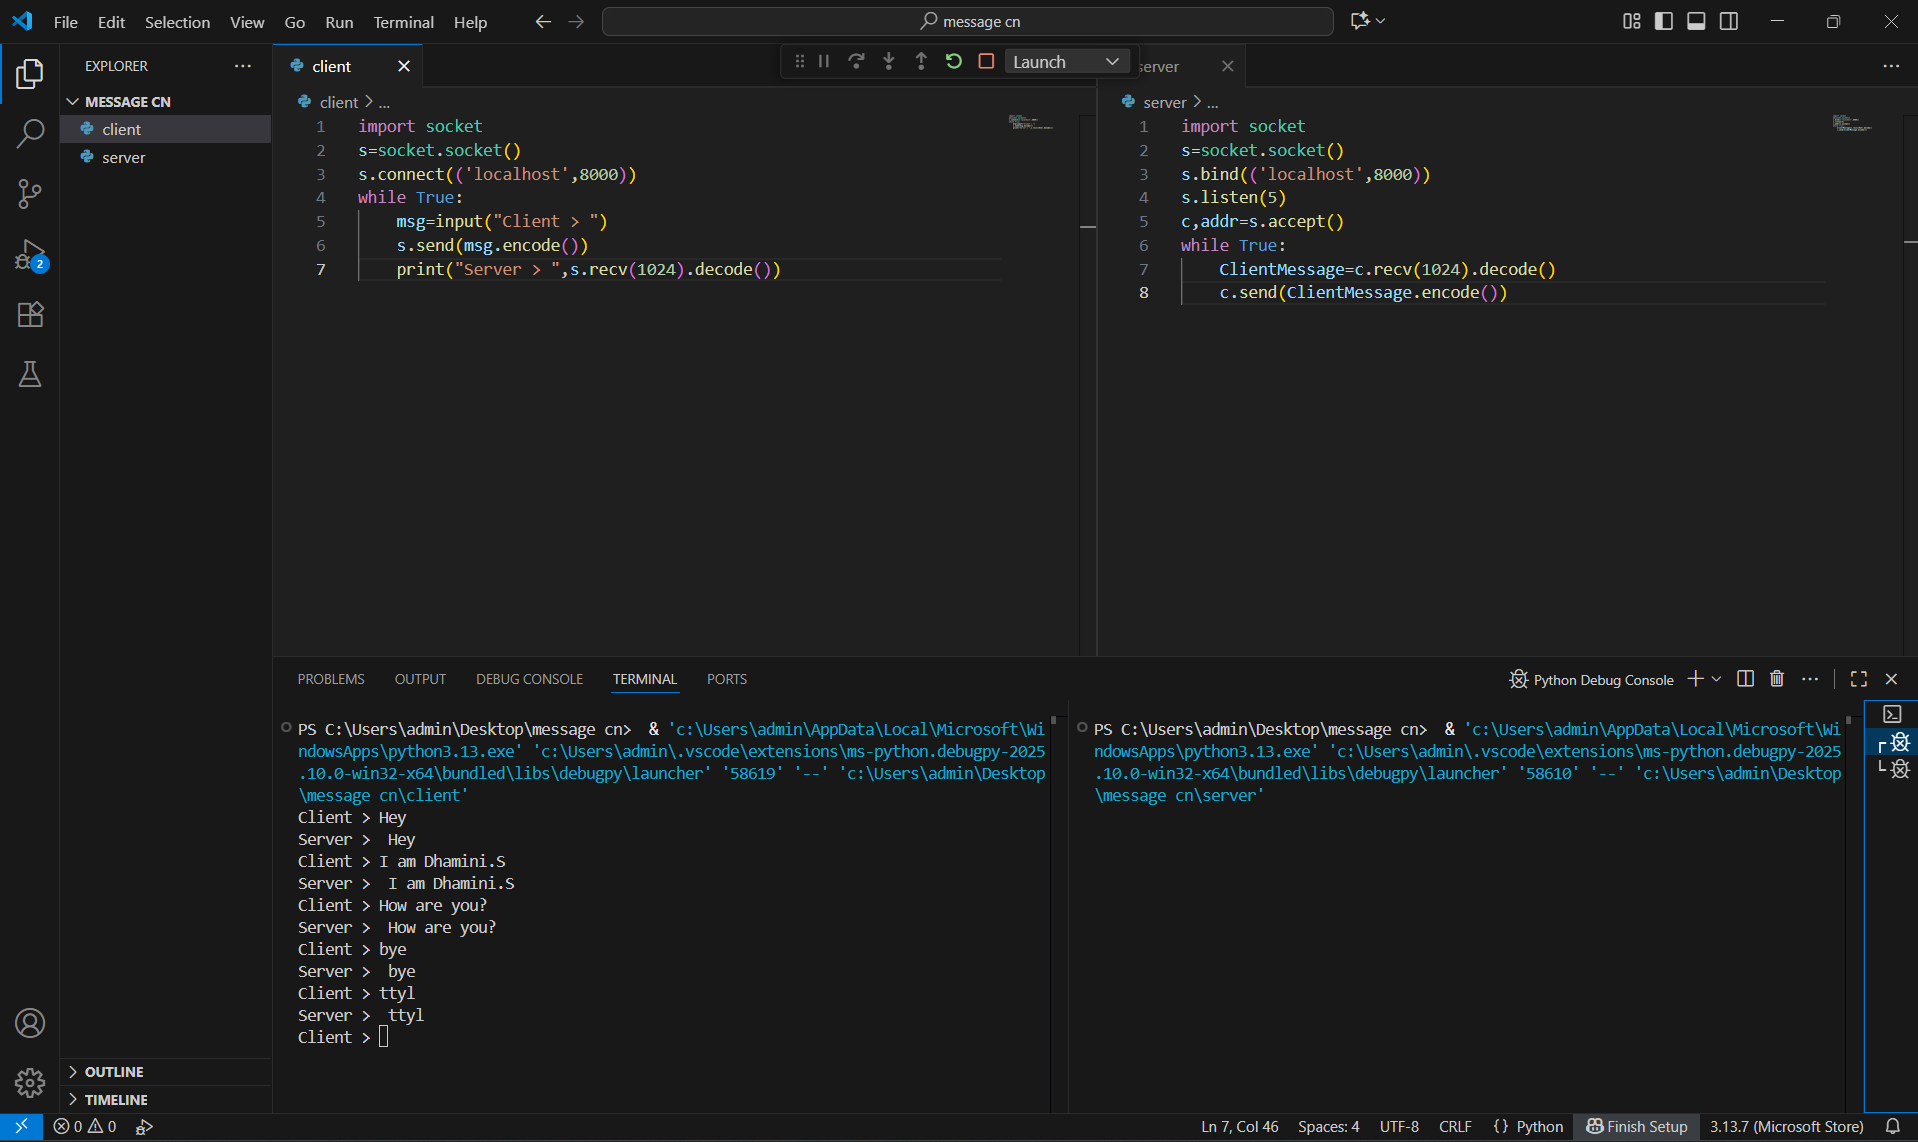 File Edit Selection View Go Run Terminal Help
message cn
EXPLORER
MESSAGE CN
client
server
client
Launch
server
client > ...
1 import socket
2 s=socket.socket()
3 s.connect(('localhost',8000))
4 while True:
5 msg=input("Client > ")
6 s.send(msg.encode())
7 print("Server > ",s.recv(1024).decode())
server > ...
1 import socket
2 s=socket.socket()
3 s.bind(('localhost',8000))
4 s.listen(5)
5 c,addr=s.accept()
6 while True:
7 ClientMessage=c.recv(1024).decode()
8 c.send(ClientMessage.encode())
2
PROBLEMS OUTPUT DEBUG CONSOLE TERMINAL PORTS
Python Debug Console
PS C:\Users\admin\Desktop\message cn> & 'c:\Users\admin\AppData\Local\Microsoft\Wi
ndowsApps\python3.13.exe' 'c:\Users\admin\.vscode\extensions\ms-python.debugpy-2025
.10.0-win32-x64\bundled\libs\debugpy\launcher' '58619' '--' 'c:\Users\admin\Desktop
\message cn\client'
Client > Hey
Server >  Hey
Client > I am Dhamini.S
Server >  I am Dhamini.S
Client > How are you?
Server >  How are you?
Client > bye
Server >  bye
Client > ttyl
Server >  ttyl
Client >
PS C:\Users\admin\Desktop\message cn> & 'c:\Users\admin\AppData\Local\Microsoft\Wi
ndowsApps\python3.13.exe' 'c:\Users\admin\.vscode\extensions\ms-python.debugpy-2025
.10.0-win32-x64\bundled\libs\debugpy\launcher' '58610' '--' 'c:\Users\admin\Desktop
\message cn\server'
OUTLINE
TIMELINE
0 0
Ln 7, Col 46 Spaces: 4 UTF-8 CRLF {} Python Finish Setup 3.13.7 (Microsoft Store)